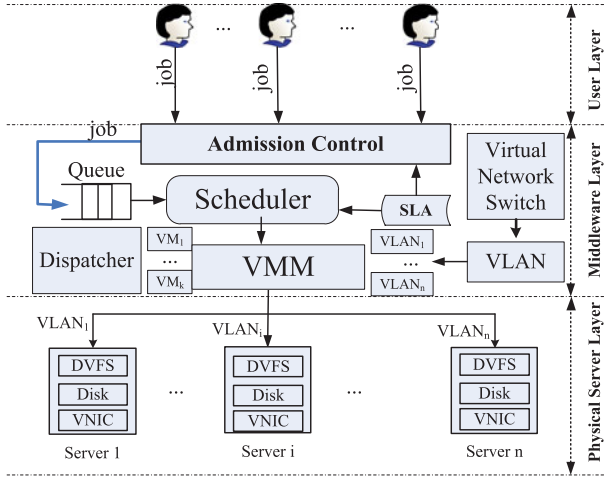 ... ...
job job job
User Layer
job
Admission Control
Queue
Scheduler
SLA
Virtual
Network
Switch
Middleware Layer
Dispatcher
VM1
...
VMk
VMM
VLAN1
...
VLANn
VLAN
VLAN1
VLANi
VLANn
Physical Server Layer
DVFS
Disk
VNIC
Server 1
...
DVFS
Disk
VNIC
Server i
...
DVFS
Disk
VNIC
Server n